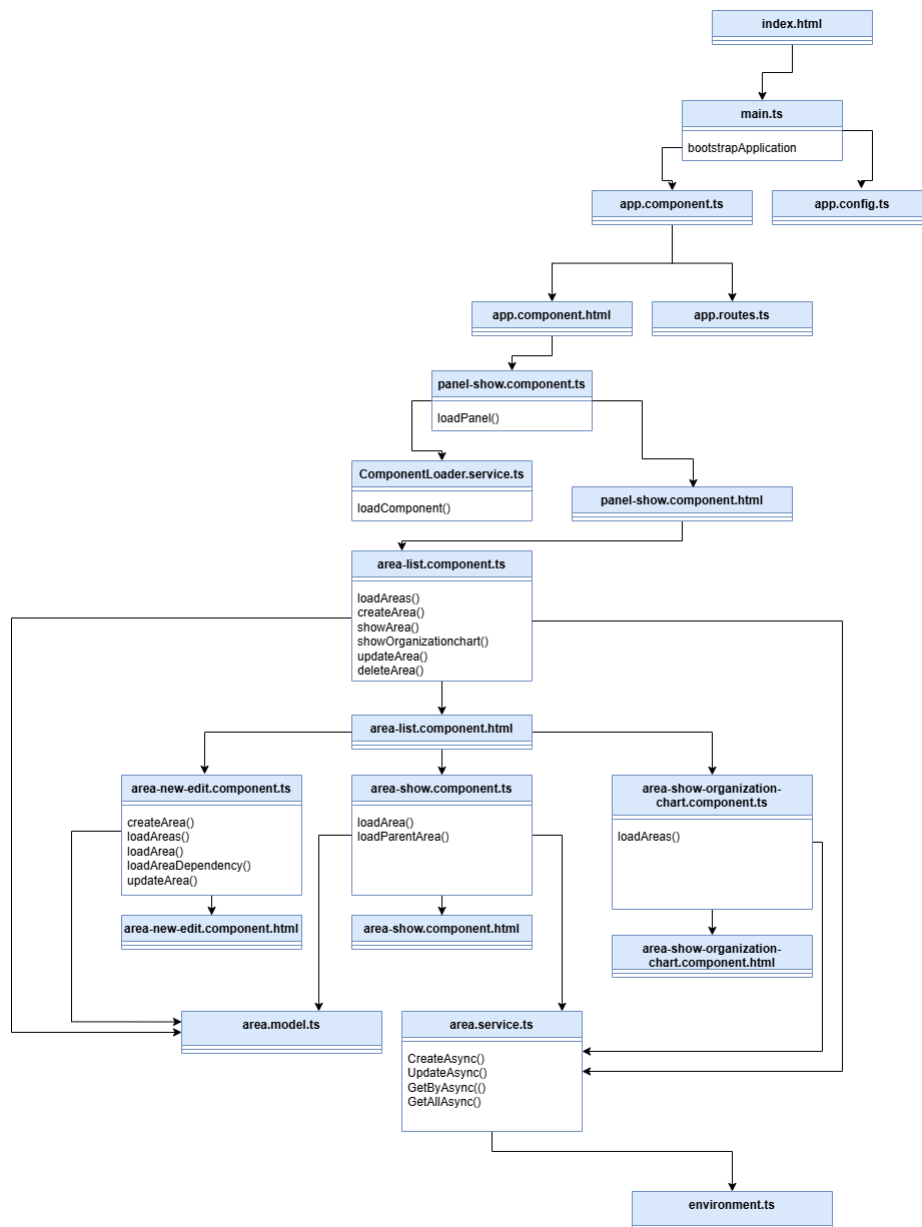 index.html
main.ts
bootstrapApplication
app.component.ts
app.config.ts
app.component.html
app.routes.ts
panel-show.component.ts
loadPanel()
ComponentLoader.service.ts
loadComponent()
panel-show.component.html
area-list.component.ts
loadAreas()
createArea()
showArea()
showOrganizationchart()
updateArea()
deleteArea()
area-list.component.html
area-new-edit.component.ts
createArea()
loadAreas()
loadArea()
loadAreaDependency()
updateArea()
area-show.component.ts
loadArea()
loadParentArea()
area-show-organization-
chart.component.ts
loadAreas()
area-new-edit.component.html
area-show.component.html
area-show-organization-
chart.component.html
area.model.ts
area.service.ts
CreateAsync()
UpdateAsync()
GetByAsync(()
GetAllAsync()
environment.ts